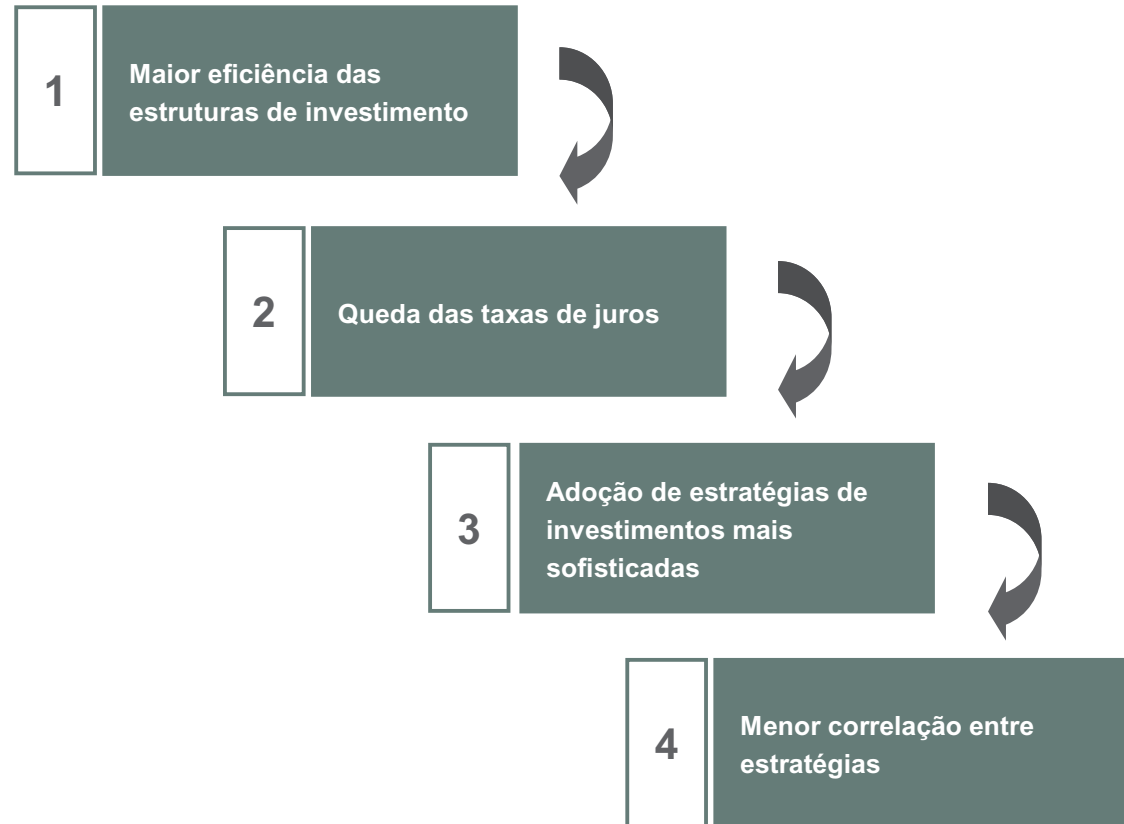 1
Maior eficiência das
estruturas de investimento
2
Queda das taxas de juros
3
Adoção de estratégias de
investimentos mais
sofisticadas
4
Menor correlação entre
estratégias